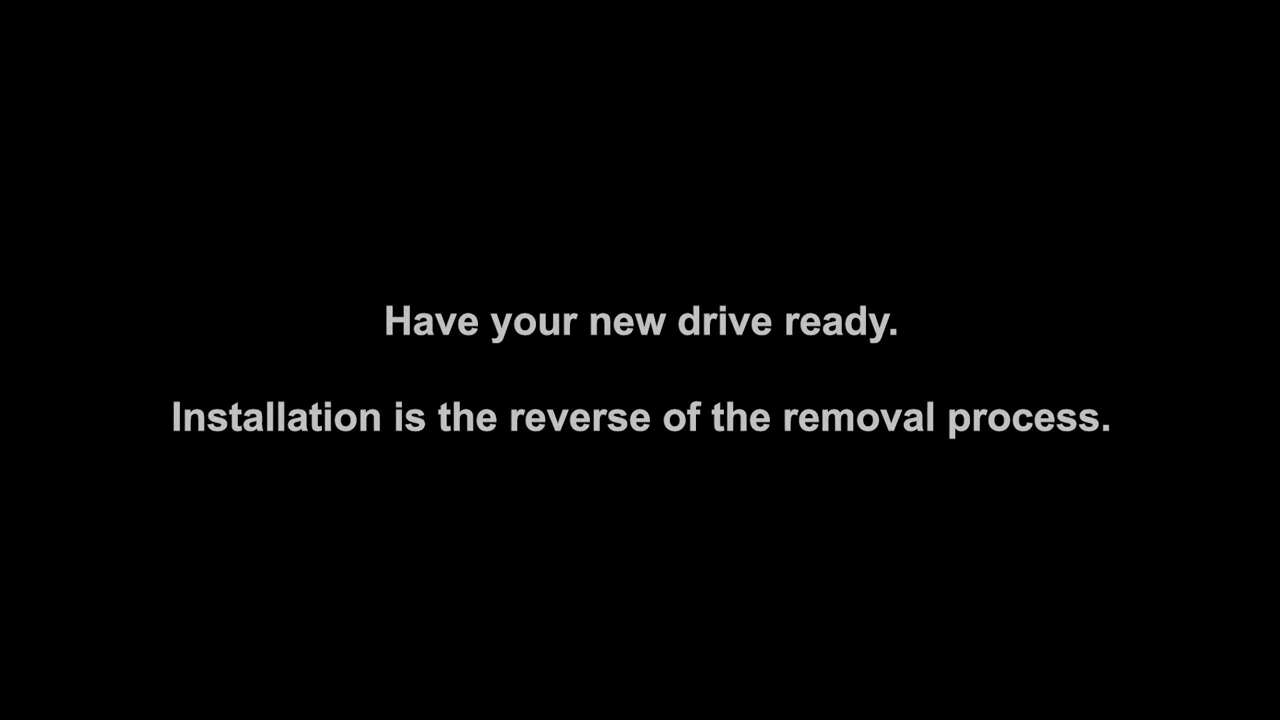 Have your new drive ready.
Installation is the reverse of the removal process.